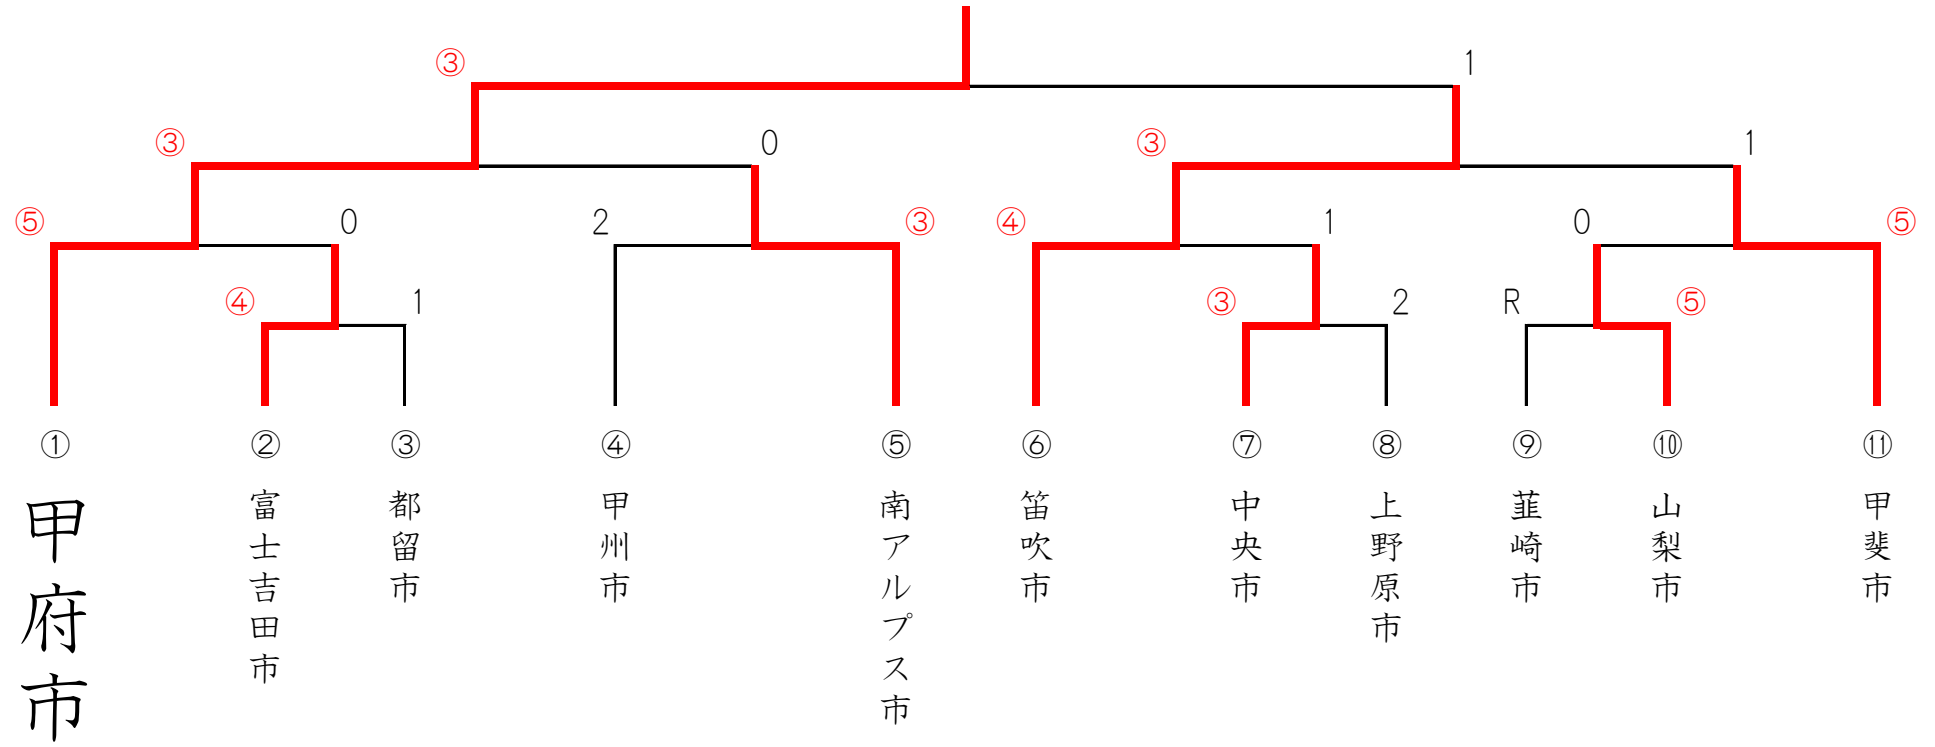 ③
1
③
0
③
1
⑤
0
2
③
④
1
0
⑤
④
1
③
2
R
⑤
①
②
③
④
⑤
⑥
⑦
⑧
⑨
⑩
⑪
甲府市
富士吉田市
都留市
甲州市
南アルプス市
笛吹市
中央市
上野原市
韮崎市
山梨市
甲斐市